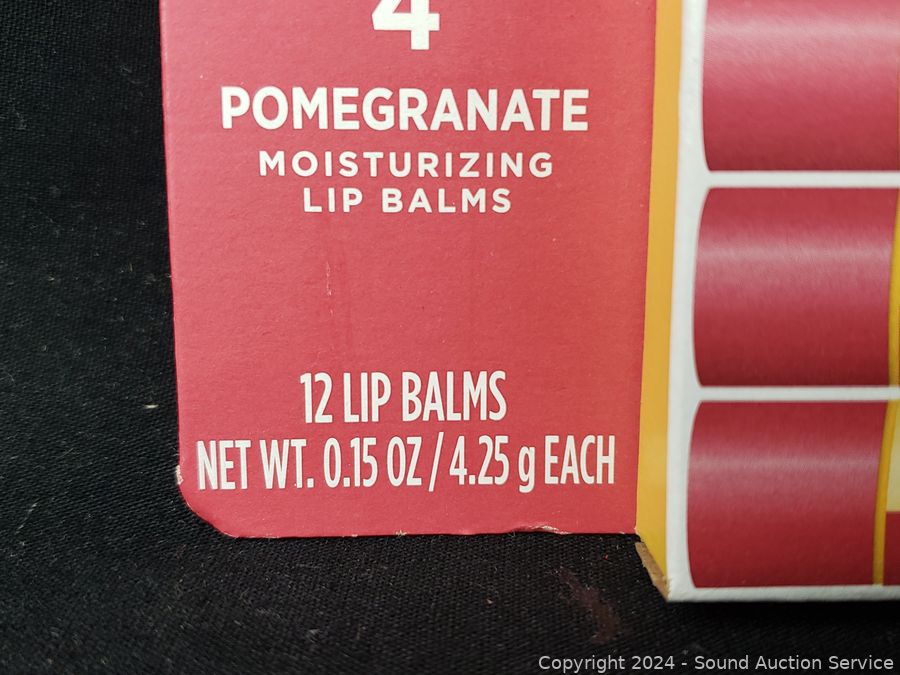 4
POMEGRANATE
MOISTURIZING
LIP BALMS
12 LIP BALMS
NET WT. 0.15 OZ / 4.25 g EACH
Copyright © 2024 - Sound Auction Service